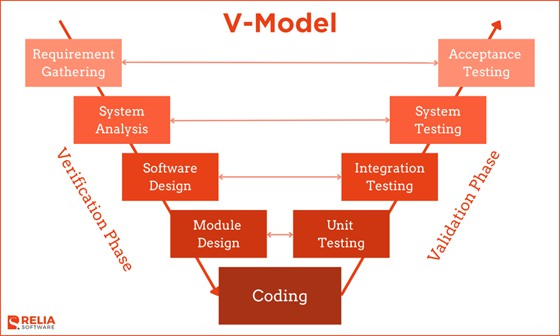 V-Model
Requirement
Gathering
Acceptance
Testing
System
Analysis
System
Testing
Software
Design
Integration
Testing
Module
Design
Unit
Testing
Coding
Verification Phase
Validation Phase
RELIA
SOFTWARE